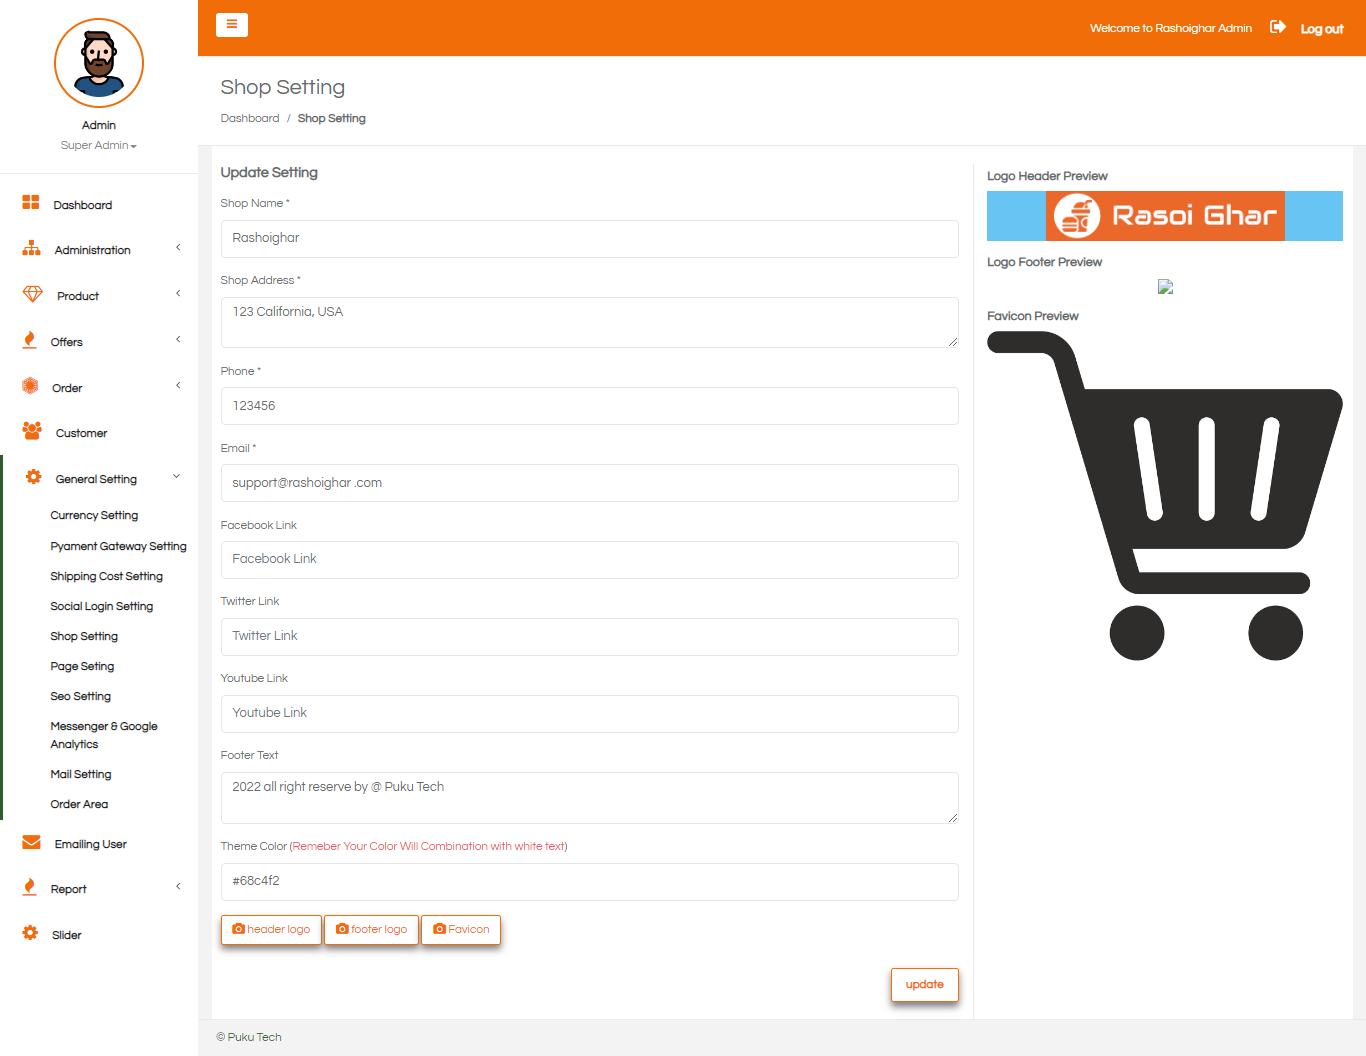 Welcome to Rashoighar Admin
Log out
Admin
Super Admin
Dashboard
Administration
Product
Offers
Order
Customer
General Setting
Currency Setting
Pyament Gateway Setting
Shipping Cost Setting
Social Login Setting
Shop Setting
Page Seting
Seo Setting
Messenger & Google
Analytics
Mail Setting
Order Area
Emailing User
Report
Slider
Shop Setting
Dashboard / Shop Setting
Update Setting
Shop Name *
Rashoighar
Shop Address *
123 California, USA
Phone *
123456
Email *
support@rashoighar .com
Facebook Link
Facebook Link
Twitter Link
Twitter Link
Youtube Link
Youtube Link
Footer Text
2022 all right reserve by @ Puku Tech
Theme Color (Remeber Your Color Will Combination with white text)
#68c4f2
header logo
footer logo
Favicon
update
Logo Header Preview
Rasoi Ghar
Logo Footer Preview
Favicon Preview
© Puku Tech